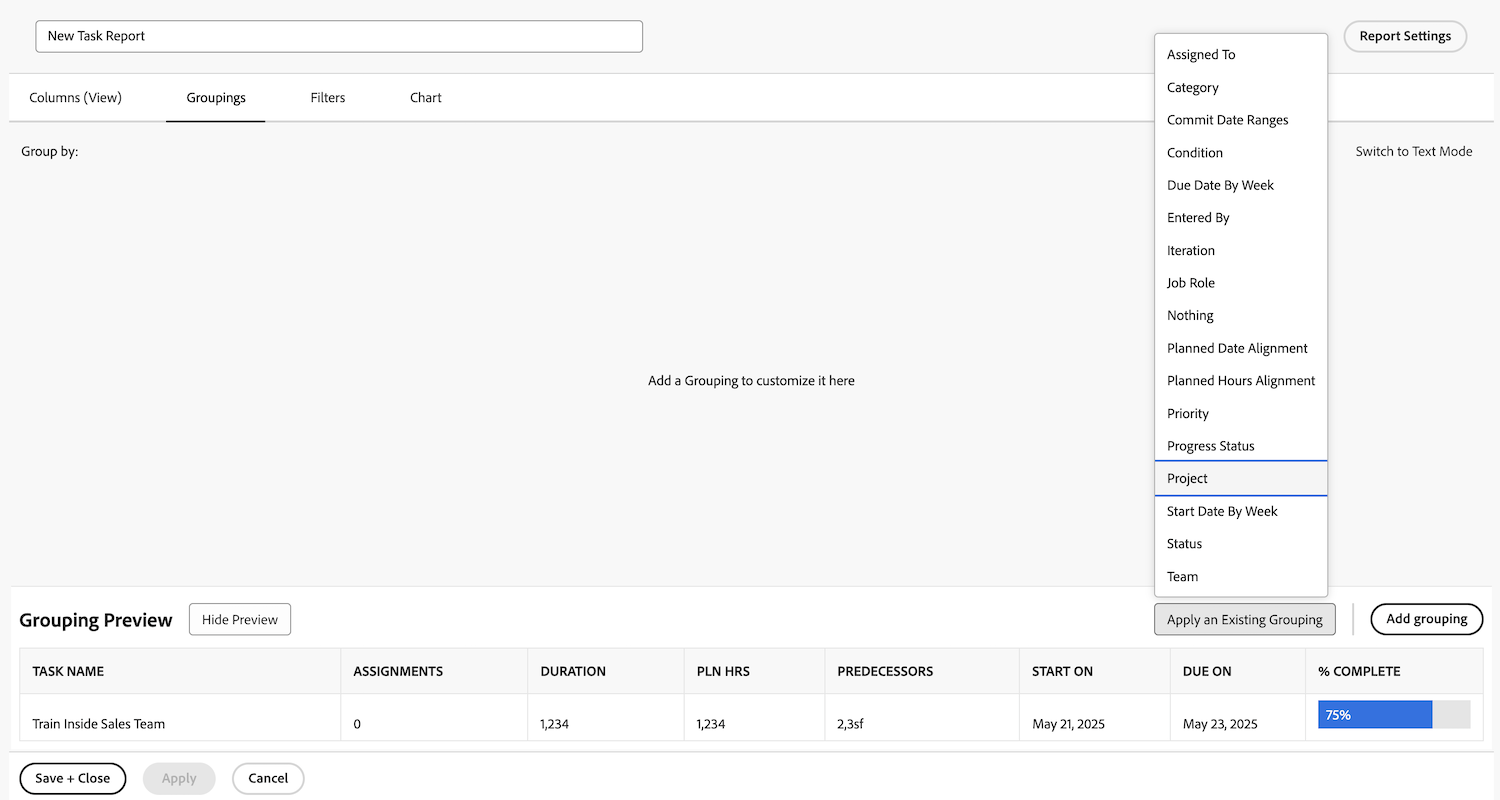 New Task Report
Report Settings
Columns (View)
Groupings
Filters
Chart
Group by:
Switch to Text Mode
Assigned To
Category
Commit Date Ranges
Condition
Due Date By Week
Entered By
Iteration
Job Role
Nothing
Planned Date Alignment
Planned Hours Alignment
Priority
Progress Status
Project
Start Date By Week
Status
Team
Add a Grouping to customize it here
Grouping Preview
Hide Preview
Apply an Existing Grouping
Add grouping
TASK NAME
ASSIGNMENTS
DURATION
PLN HRS
PREDECESSORS
START ON
DUE ON
% COMPLETE
Train Inside Sales Team
0
1,234
1,234
2,3sf
May 21, 2025
May 23, 2025
75%
Save + Close
Apply
Cancel